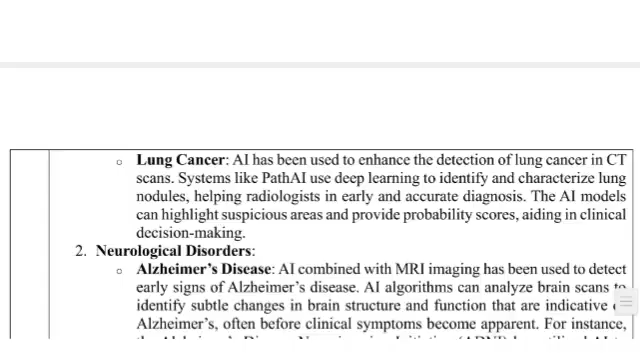 ○ Lung Cancer: AI has been used to enhance the detection of lung cancer in CT
scans. Systems like PathAI use deep learning to identify and characterize lung
nodules, helping radiologists in early and accurate diagnosis. The AI models
can highlight suspicious areas and provide probability scores, aiding in clinical
decision-making.
2. Neurological Disorders:
○ Alzheimer’s Disease: AI combined with MRI imaging has been used to detect
early signs of Alzheimer’s disease. AI algorithms can analyze brain scans to
identify subtle changes in brain structure and function that are indicative
Alzheimer’s, often before clinical symptoms become apparent. For instance,